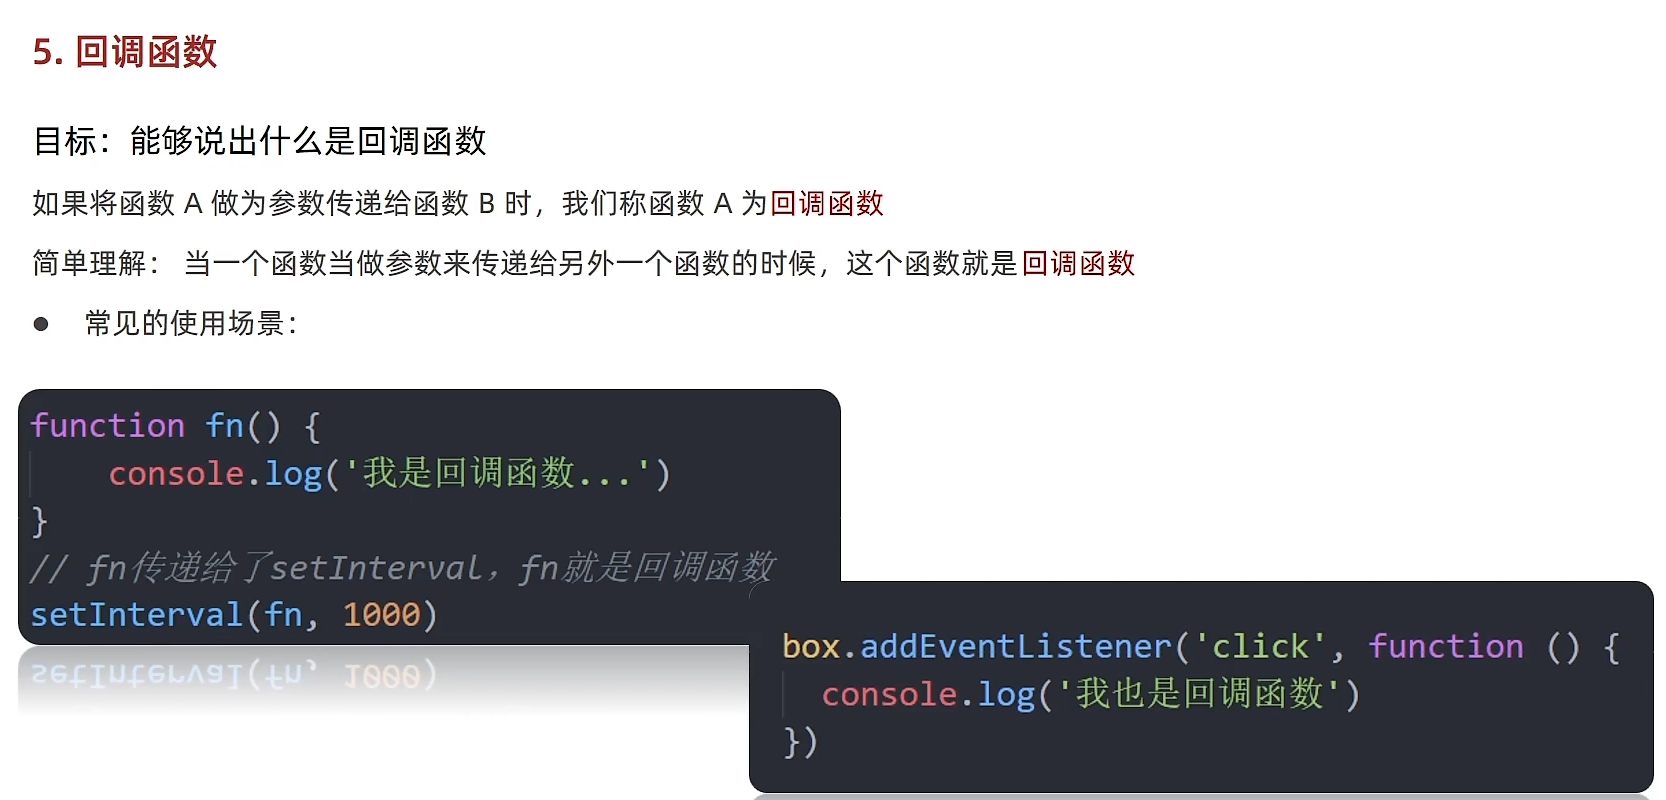 5. 回调函数
目标：能够说出什么是回调函数
如果将函数 A 做为参数传递给函数 B 时，我们称函数 A 为回调函数
简单理解： 当一个函数当做参数来传递给另外一个函数的时候，这个函数就是回调函数
● 常见的使用场景：
function fn() {
    console.log('我是回调函数...')
}
// fn传递给了setInterval，fn就是回调函数
setInterval(fn, 1000)
box.addEventListener('click', function () {
  console.log('我也是回调函数')
})